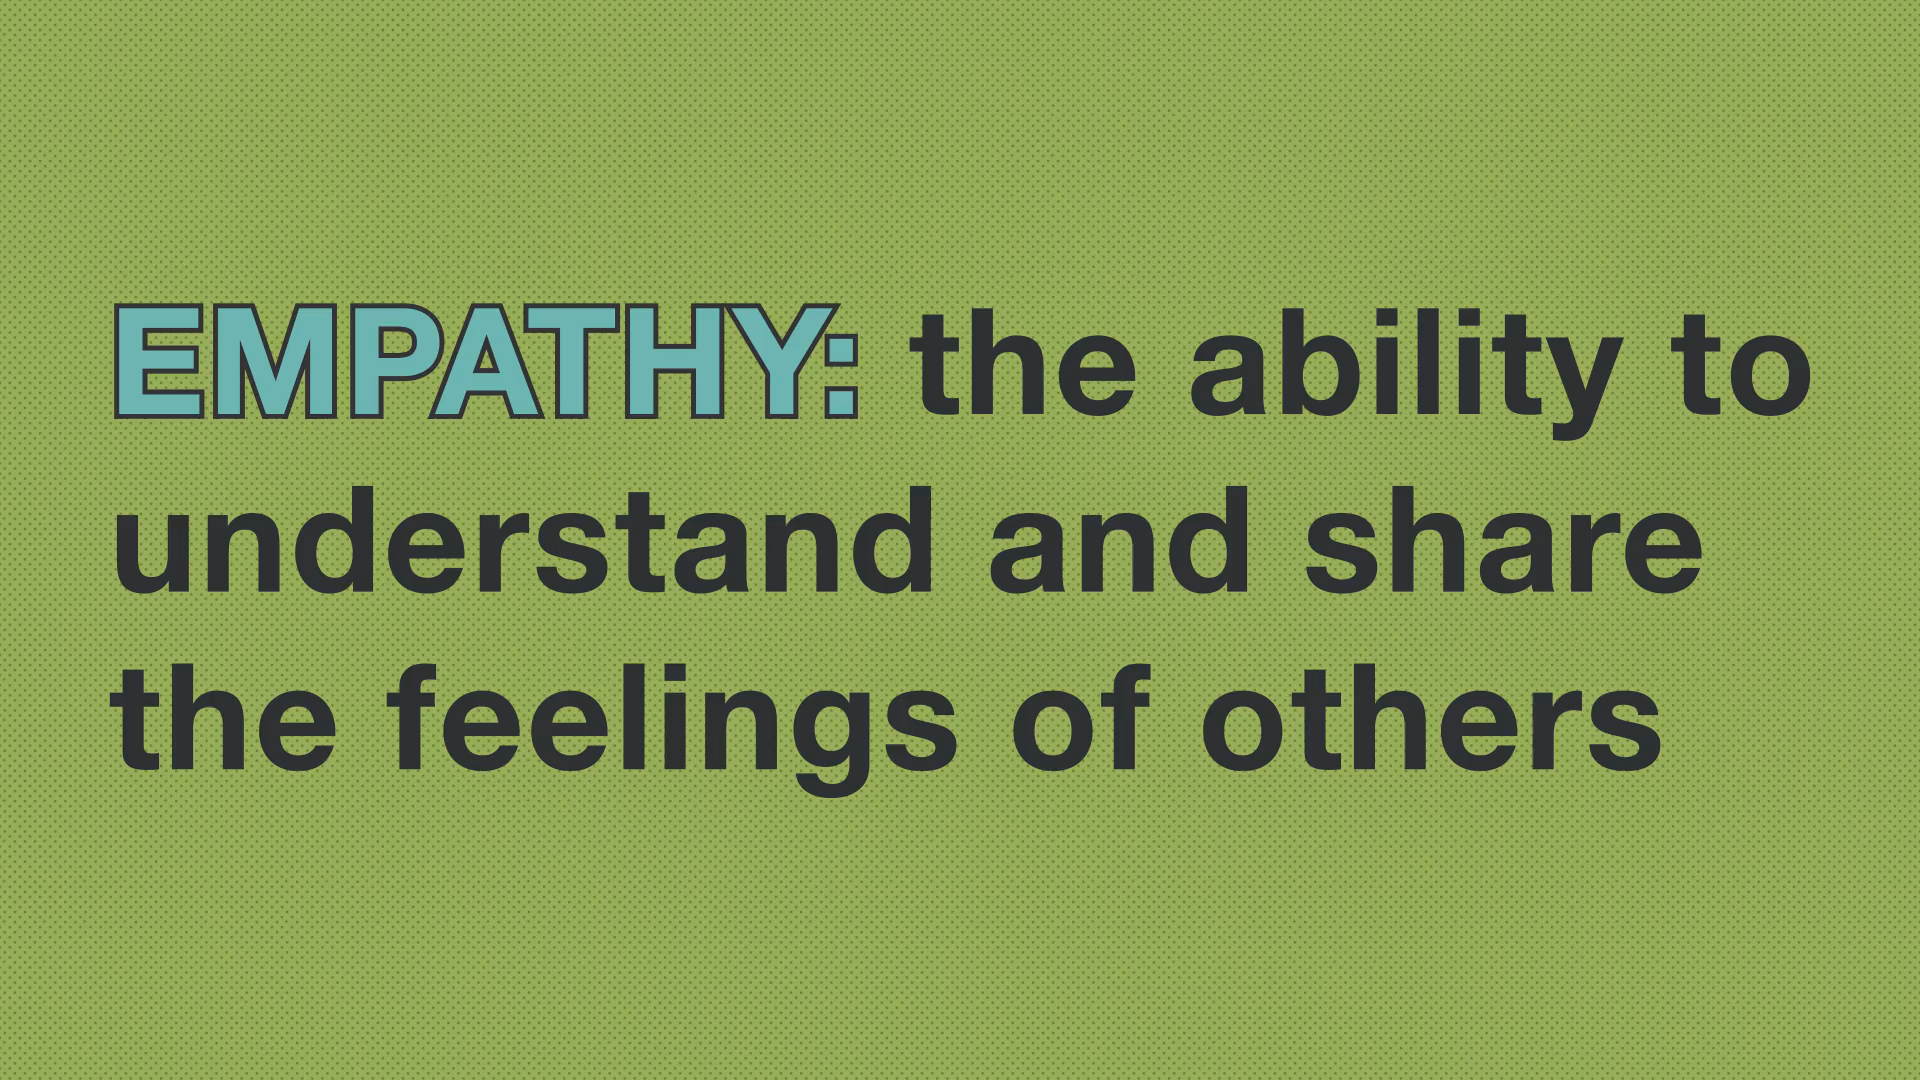 EMPATHY: the ability to
understand and share
the feelings of others